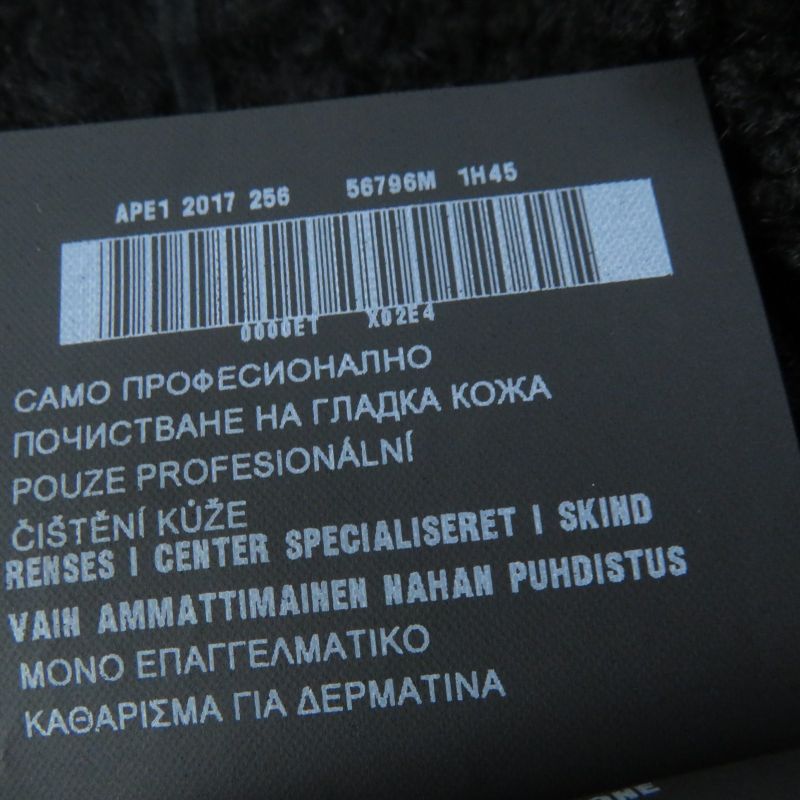 APE1 2017 256 56796M 1H45
0000ET X02E4
САМО ПРОФЕСИОНАЛНО
ПОЧИСТВАНЕ НА ГЛАДКА КОЖА
POUZE PROFESIONÁLNÍ
ČIŠTĚNÍ KŮŽE
RENSES I CENTER SPECIALISERET I SKIND
VAIN AMMATTIMAINEN NAHAN PUHDISTUS
ΜΟΝΟ ΕΠΑΓΓΕΛΜΑΤΙΚΟ
ΚΑΘΑΡΙΣΜΑ ΓΙΑ ΔΕΡΜΑΤΙΝΑ